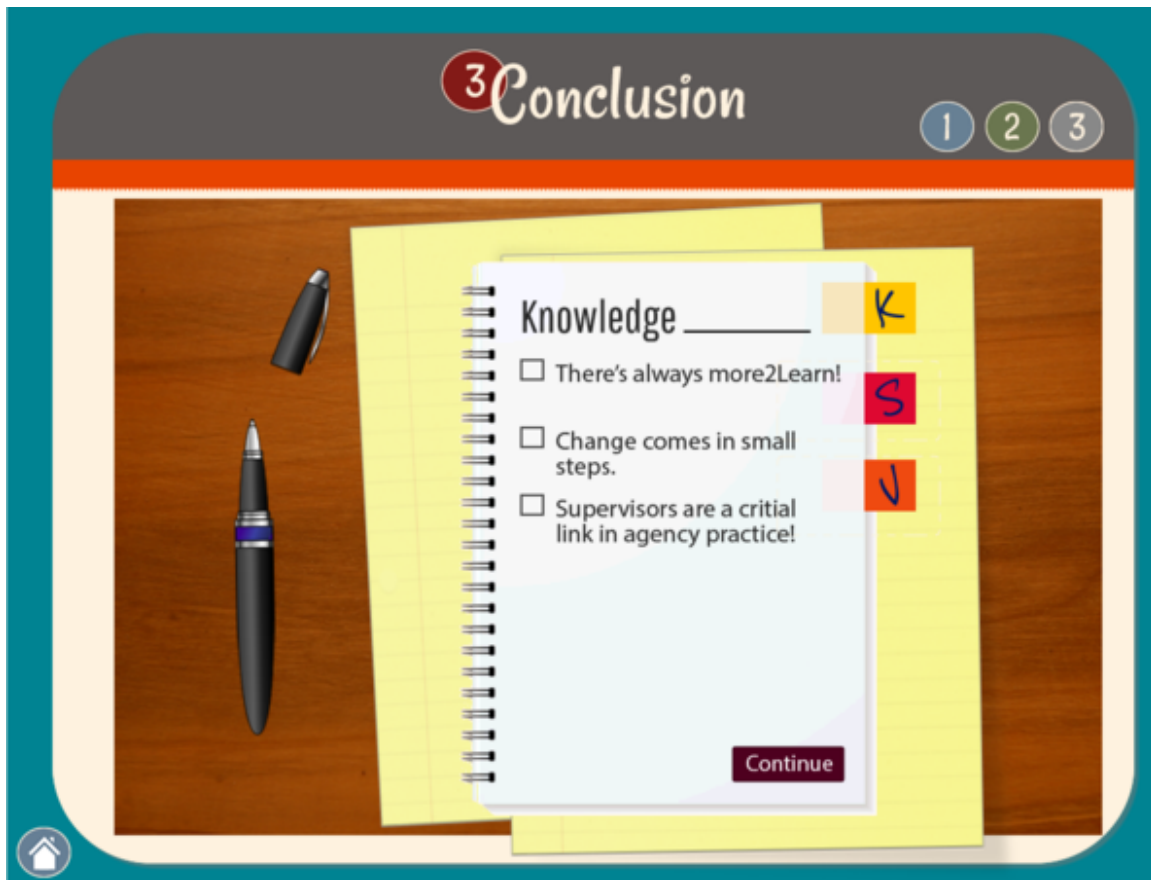 3 Conclusion
1 2 3
Knowledge ________
K
There's always more2Learn!
S
Change comes in small
steps.
V
Supervisors are a critial
link in agency practice!
Continue